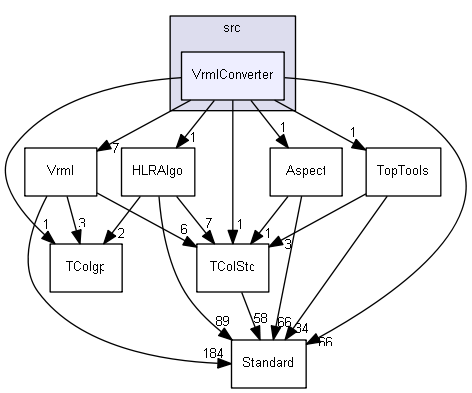 src
VrmlConverter
7
1
1
1
Vrml
HLRAlgo
Aspect
TopTools
1
3
2
6
7
1
1
3
TColgp
TColStd
89
58
66
34
66
184
Standard